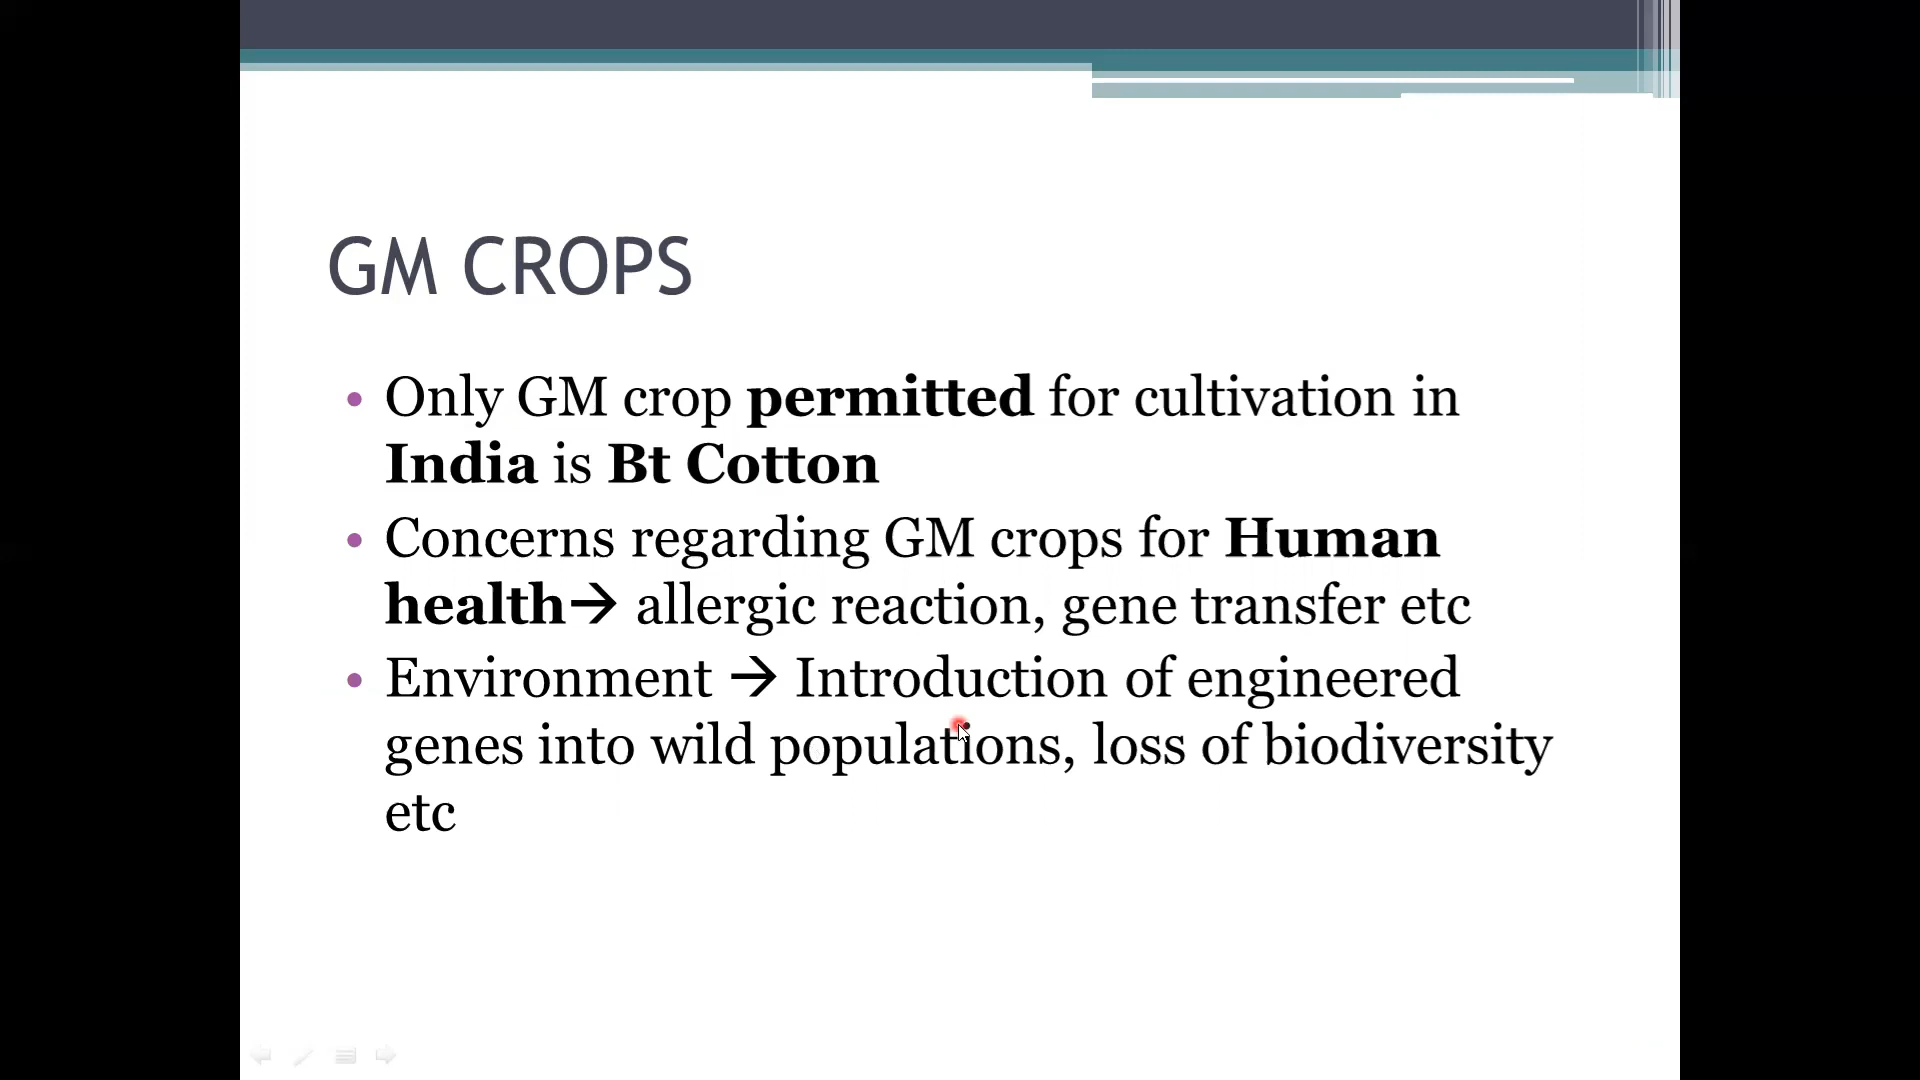 GM CROPS
• Only GM crop permitted for cultivation in
India is Bt Cotton
• Concerns regarding GM crops for Human
health→ allergic reaction, gene transfer etc
• Environment → Introduction of engineered
genes into wild populations, loss of biodiversity
etc